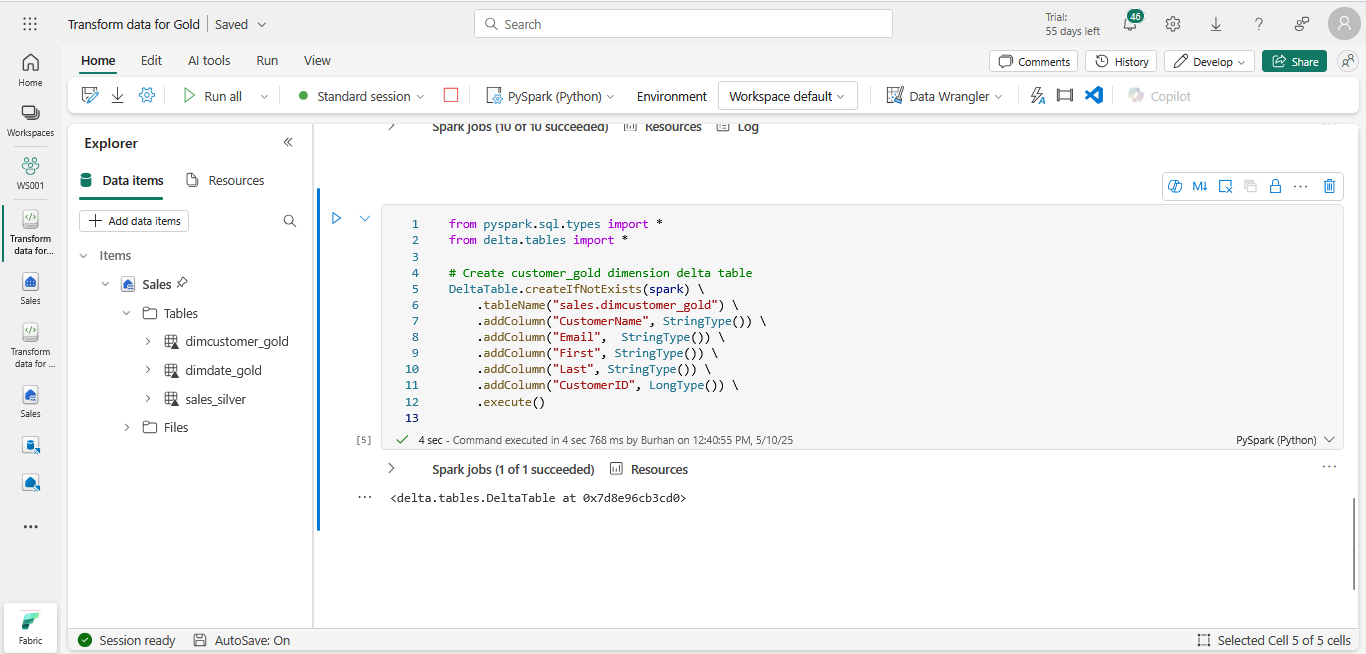 Transform data for Gold
Saved
Search
Trial:
55 days left
46
Home
Edit
AI tools
Run
View
Comments
History
Develop
Share
Run all
Standard session
PySpark (Python)
Environment
Workspace default
Data Wrangler
Copilot
Home
Workspaces
WS001
Transform
data for...
Sales
Transform
data for ...
Sales
Fabric
Explorer
Data items
Resources
Add data items
Items
Sales
Tables
dimcustomer_gold
dimdate_gold
sales_silver
Files
Spark jobs (10 of 10 succeeded)
Resources
Log
M↓
1 from pyspark.sql.types import *
2 from delta.tables import *
3
4 # Create customer_gold dimension delta table
5 DeltaTable.createIfNotExists(spark) \
6 .tableName("sales.dimcustomer_gold") \
7 .addColumn("CustomerName", StringType()) \
8 .addColumn("Email",  StringType()) \
9 .addColumn("First", StringType()) \
10 .addColumn("Last", StringType()) \
11 .addColumn("CustomerID", LongType()) \
12 .execute()
13
[5]
4 sec - Command executed in 4 sec 768 ms by Burhan on 12:40:55 PM, 5/10/25
PySpark (Python)
Spark jobs (1 of 1 succeeded)
Resources
<delta.tables.DeltaTable at 0x7d8e96cb3cd0>
Session ready
AutoSave: On
Selected Cell 5 of 5 cells